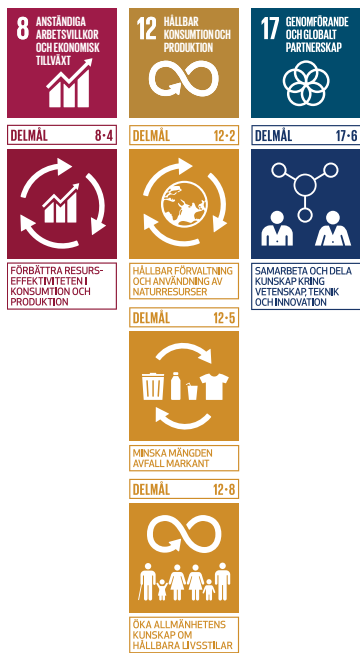 8 ANSTÄNDIGA
ARBETSVILLKOR
OCH EKONOMISK
TILLVÄXT
DELMÅL 8·4
FÖRBÄTTRA RESURS-
EFFEKTIVITETEN I
KONSUMTION OCH
PRODUKTION
12 HÅLLBAR
KONSUMTION OCH
PRODUKTION
DELMÅL 12·2
HÅLLBAR FÖRVALTNING
OCH ANVÄNDNING AV
NATURRESURSER
DELMÅL 12·5
MINSKA MÄNGDEN
AVFALL MARKANT
DELMÅL 12·8
ÖKA ALLMÄNHETENS
KUNSKAP OM
HÅLLBARA LIVSSTILAR
17 GENOMFÖRANDE
OCH GLOBALT
PARTNERSKAP
DELMÅL 17·6
SAMARBETA OCH DELA
KUNSKAP KRING
VETENSKAP, TEKNIK
OCH INNOVATION